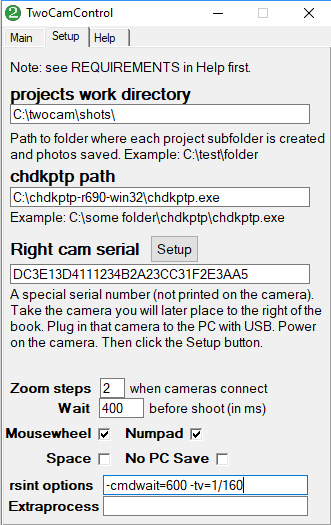 2 TwoCamControl
Main Setup Help
Note: see REQUIREMENTS in Help first.
projects work directory
C:\twocam\shots\
Path to folder where each project subfolder is created
and photos saved. Example: C:\test\folder
chdkptp path
C:\chdkptp-r690-win32\chdkptp.exe
Example: C:\some folder\chdkptp\chdkptp.exe
Right cam serial Setup
DC3E13D4111234B2A23CC31F2E3AA5
A special serial number (not printed on the camera).
Take the camera you will later place to the right of the
book. Plug in that camera to the PC with USB. Power
on the camera. Then click the Setup button.
Zoom steps 2 when cameras connect
Wait 400 before shoot (in ms)
Mousewheel Numpad
Space No PC Save
rsint options -cmdwait=600 -tv=1/160
Extraprocess